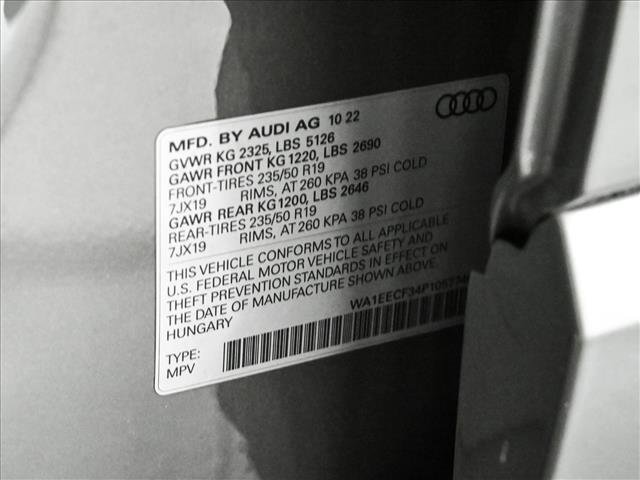 MFD. BY AUDI AG 10 22
GVWR KG 2325, LBS 5126
GAWR FRONT KG 1220, LBS 2690
FRONT-TIRES 235/50 R19
7JX19 RIMS, AT 260 KPA 38 PSI COLD
GAWR REAR KG1200, LBS 2646
REAR-TIRES 235/50 R19
7JX19 RIMS, AT 260 KPA 38 PSI COLD
THIS VEHICLE CONFORMS TO ALL APPLICABLE
U.S. FEDERAL MOTOR VEHICLE SAFETY AND
THEFT PREVENTION STANDARDS IN EFFECT ON
THE DATE OF MANUFACTURE SHOWN ABOVE.
HUNGARY
TYPE:
MPV